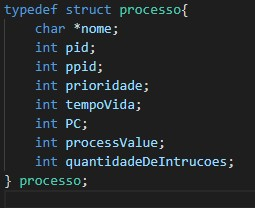 typedef struct processo{
    char *nome;
    int pid;
    int ppid;
    int prioridade;
    int tempoVida;
    int PC;
    int processValue;
    int quantidadeDeIntrucoes;
} processo;